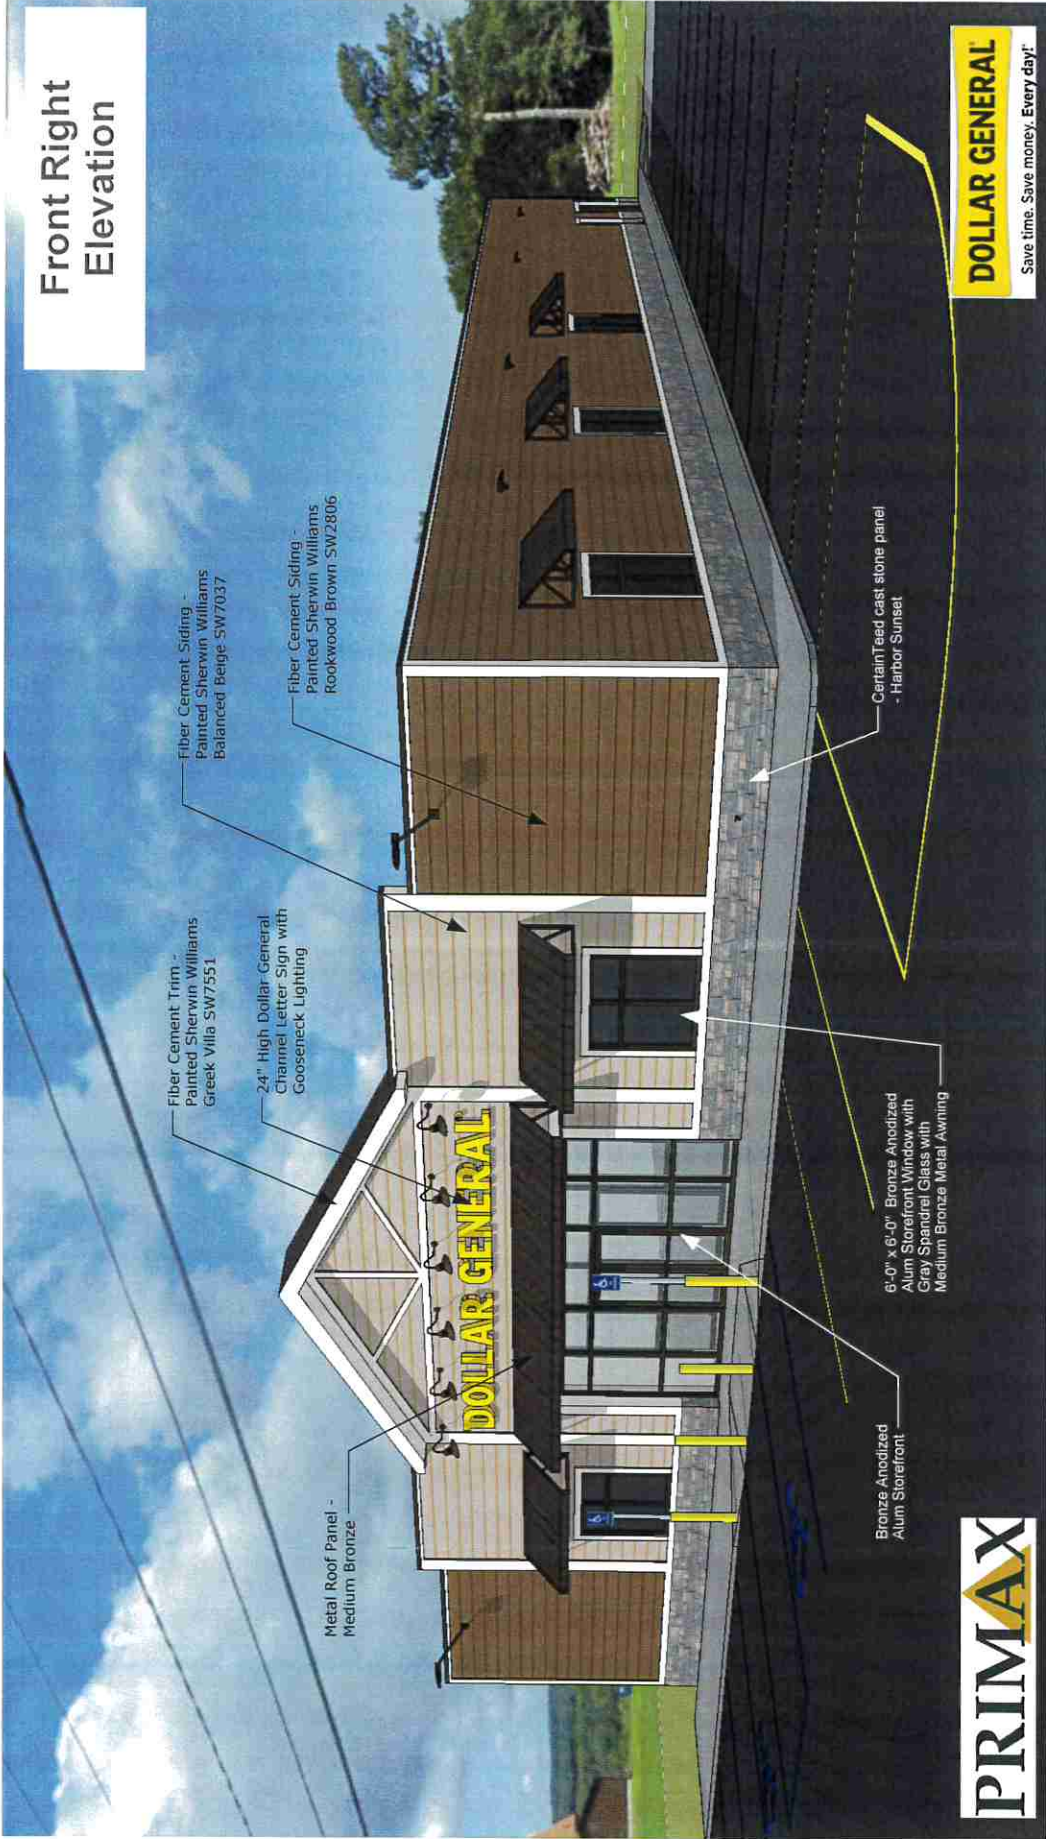 Front Right
Elevation
Fiber Cement Trim -
Painted Sherwin Williams
Greek Villa SW7551
Fiber Cement Siding -
Painted Sherwin Williams
Balanced Beige SW7037
24" High Dollar General
Channel Letter Sign with
Gooseneck Lighting
Fiber Cement Siding -
Painted Sherwin Williams
Rookwood Brown SW2806
Metal Roof Panel -
Medium Bronze
DOLLAR GENERAL
Bronze Anodized
Alum Storefront
6'-0" x 6'-0" Bronze Anodized
Alum Storefront Window with
Gray Spandrel Glass with
Medium Bronze Metal Awning
CertainTeed cast stone panel
- Harbor Sunset
PRIMAX
DOLLAR GENERAL
Save time. Save money. Every day!